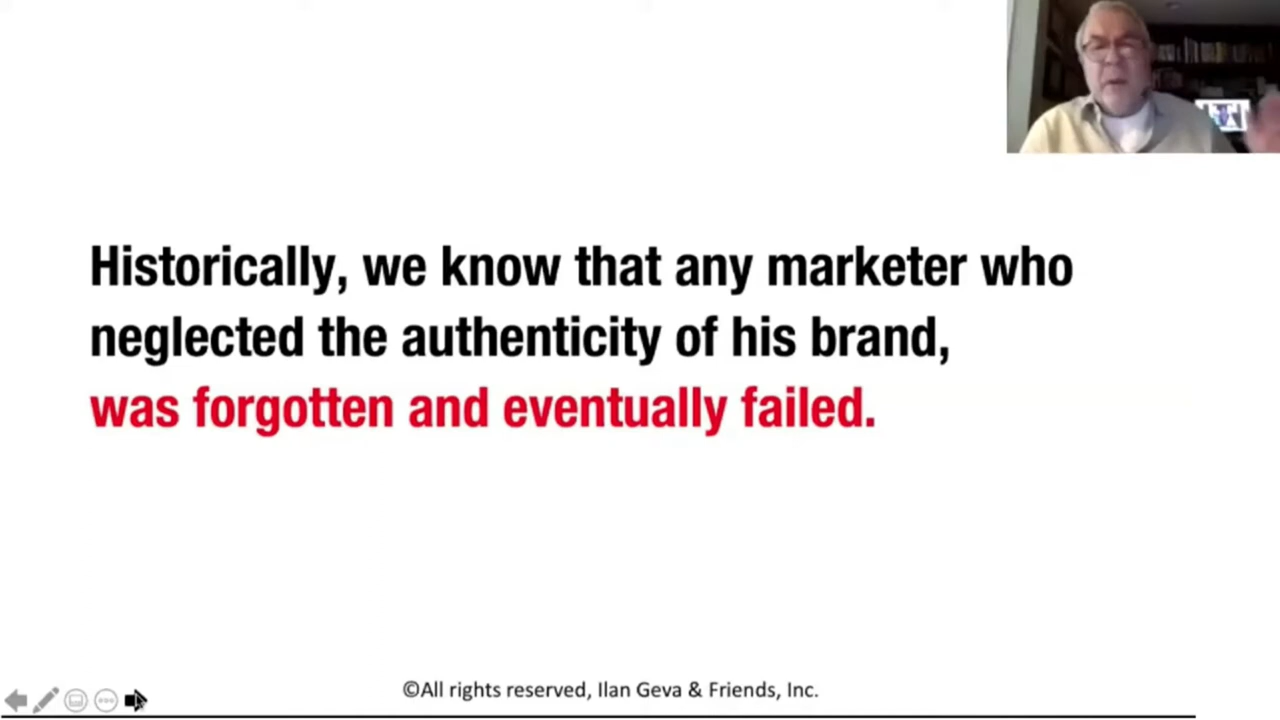 Historically, we know that any marketer who
neglected the authenticity of his brand,
was forgotten and eventually failed.
©All rights reserved, Ilan Geva & Friends, Inc.